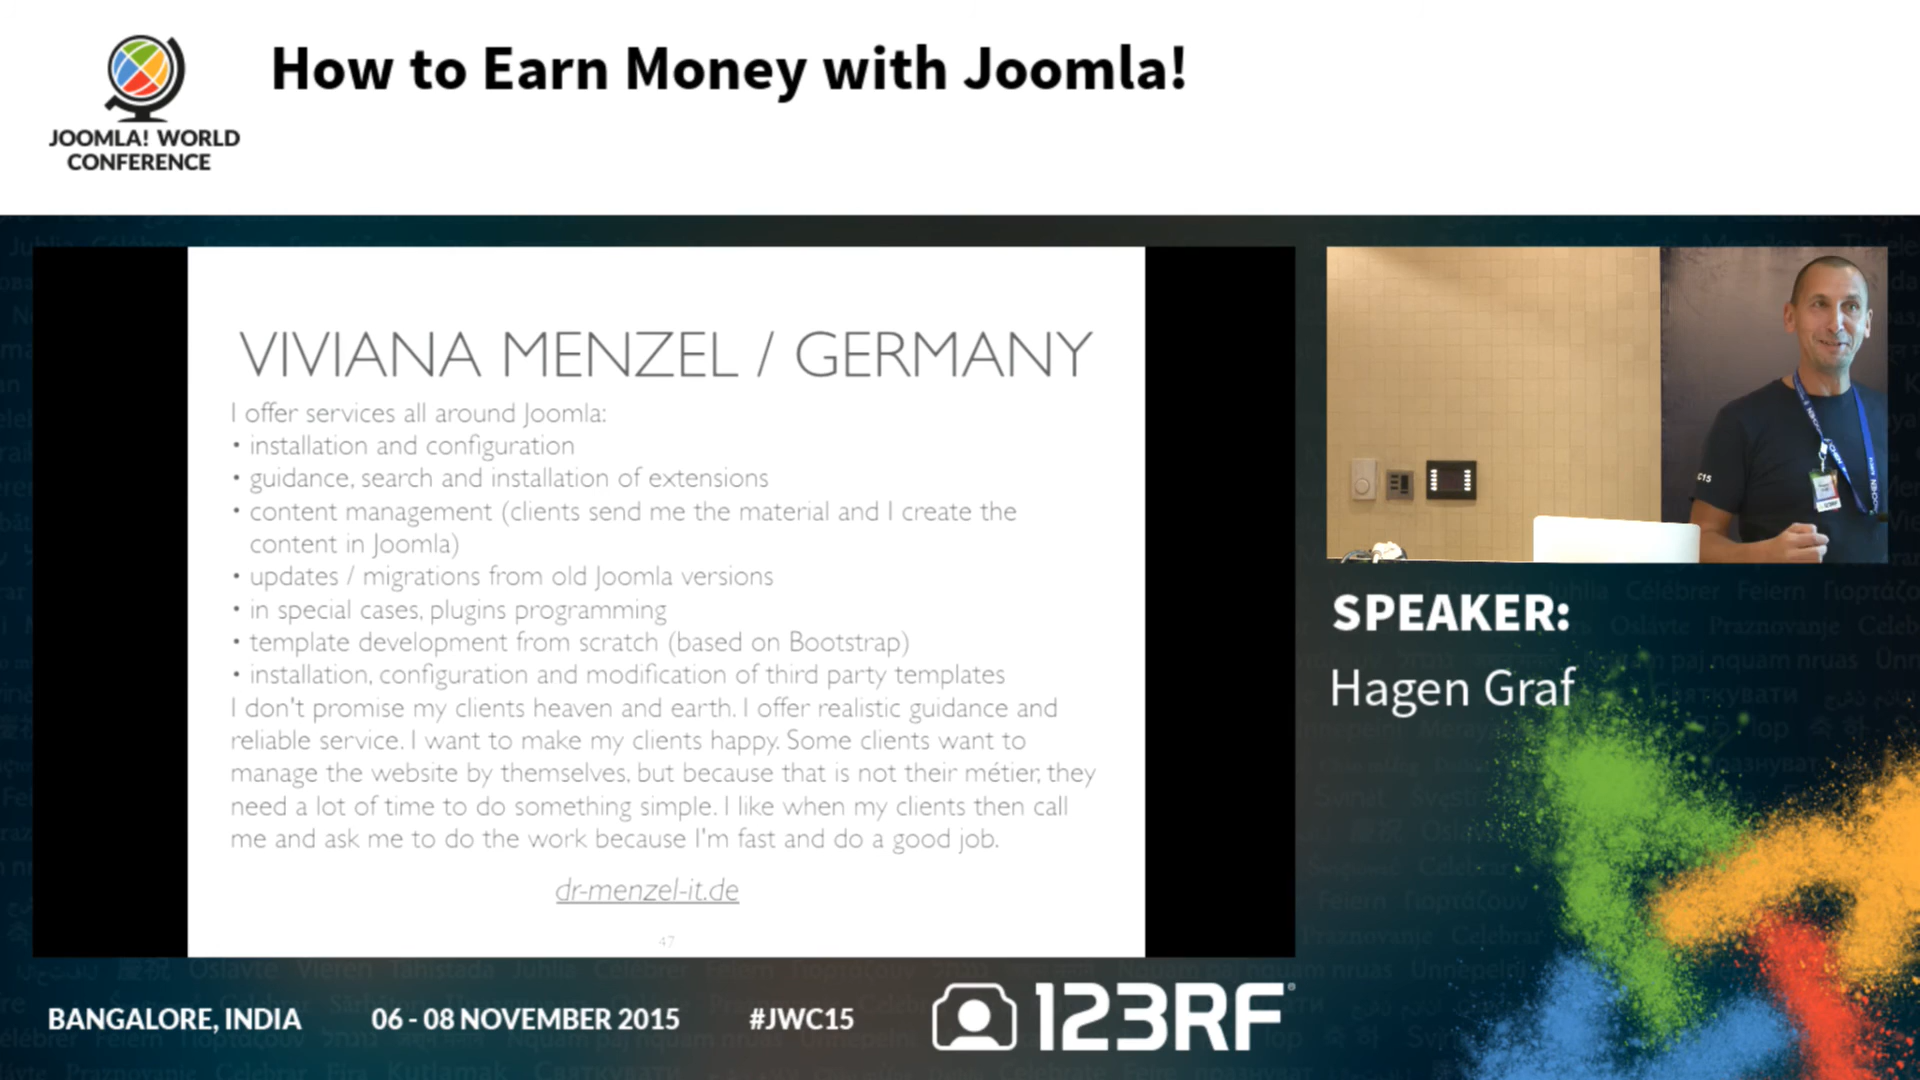 How to Earn Money with Joomla!
JOOMLA! WORLD
CONFERENCE
VIVIANA MENZEL / GERMANY
I offer services all around Joomla:
• installation and configuration
• guidance, search and installation of extensions
• content management (clients send me the material and I create the
content in Joomla)
• updates / migrations from old Joomla versions
• in special cases, plugins programming
• template development from scratch (based on Bootstrap)
• installation, configuration and modification of third party templates
I don't promise my clients heaven and earth. I offer realistic guidance and
reliable service. I want to make my clients happy. Some clients want to
manage the website by themselves, but because that is not their métier, they
need a lot of time to do something simple. I like when my clients then call
me and ask me to do the work because I'm fast and do a good job.
dr-menzel-it.de
47
C15
SPEAKER:
Hagen Graf
BANGALORE, INDIA
06 - 08 NOVEMBER 2015
#JWC15
123RF